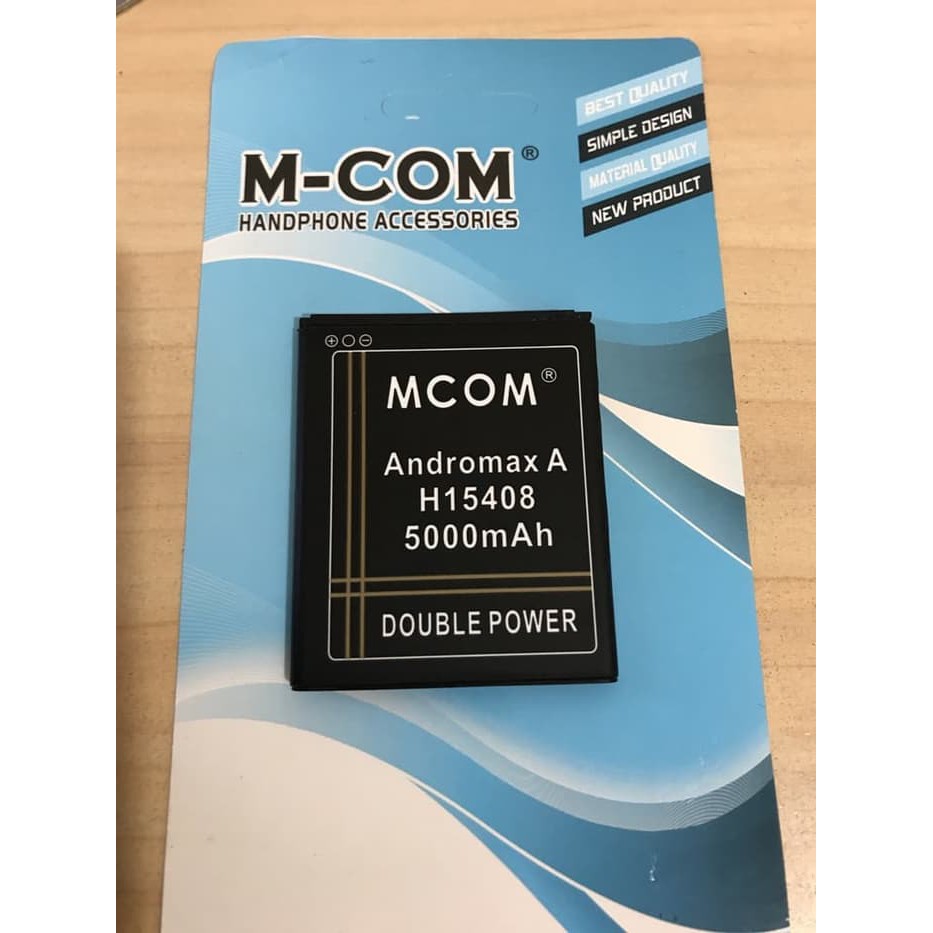 M-COM®
HANDPHONE ACCESSORIES
BEST QUALITY
SIMPLE DESIGN
MATERIAL QUALITY
NEW PRODUCT
MCOM®
Andromax A
H15408
5000mAh
DOUBLE POWER